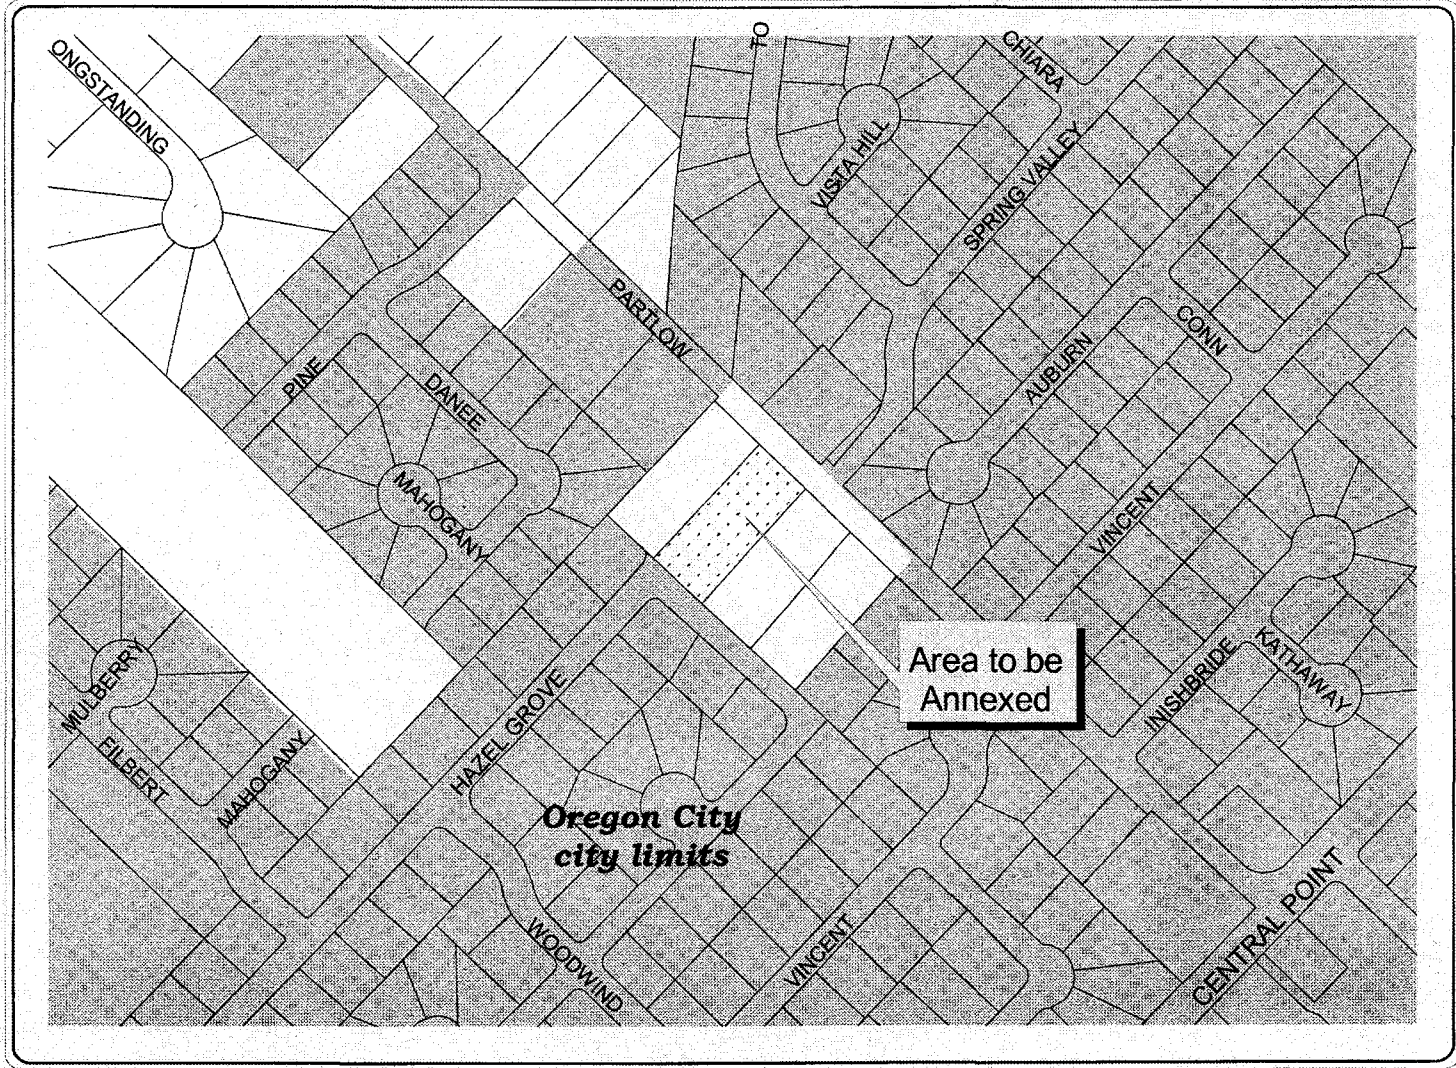 TO
CHIARA
ONGSTANDING
VISTA HILL
SPRING VALLEY
PARTLOW
CONN
AUBURN
PINE
DANEE
MAHOGANY
VINCENT
Area to be
Annexed
INISHBRIDE
KATHAWAY
MULBERRY
FILBERT
MAHOGANY
HAZEL GROVE
Oregon City
city limits
WOODWIND
VINCENT
CENTRAL POINT